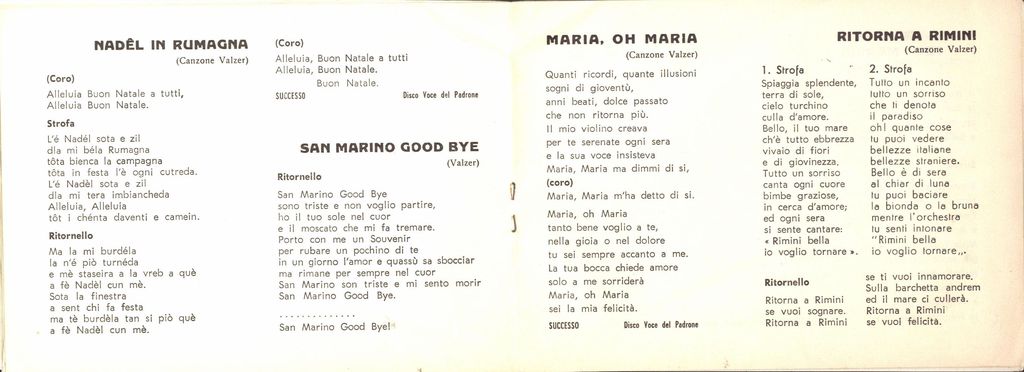 NADÊL IN RUMAGNA
(Canzone Valzer)
(Coro)
Alleluia Buon Natale a tutti,
Alleluia Buon Natale.
Strofa
L'é Nadêl sota e zil
dla mi béla Rumagna
tôta bienca la campagna
tôta in festa l'è ogni cutreda.
L'é Nadèl sota e zil
dla mi tera imbiancheda
Alleluia, Alleluia
tôt i chénta daventi e camein.
Ritornello
Ma la mi burdéla
la n'é piò turnéda
e mè staseira a la vreb a què
a fè Nadèl cun mè.
Sota la finestra
a sent chi fa festa
ma tè burdèla tan si piò què
a fè Nadèl cun mè.
(Coro)
Alleluia, Buon Natale a tutti
Alleluia, Buon Natale.
Buon Natale.
SUCCESSO Disco Voce del Padrone
SAN MARINO GOOD BYE
(Valzer)
Ritornello
San Marino Good Bye
sono triste e non voglio partire,
ho il tuo sole nel cuor
e il moscato che mi fa tremare.
Porto con me un Souvenir
per rubare un pochino di te
in un giorno l'amor e quassù sa sbocciar
ma rimane per sempre nel cuor
San Marino son triste e mi sento morir
San Marino Good Bye.
..............
San Marino Good Bye!
MARIA, OH MARIA
(Canzone Valzer)
Quanti ricordi, quante illusioni
sogni di gioventù,
anni beati, dolce passato
che non ritorna più.
Il mio violino creava
per te serenate ogni sera
e la sua voce insisteva
Maria, Maria ma dimmi di si,
(coro)
Maria, Maria m'ha detto di si.
Maria, oh Maria
tanto bene voglio a te,
nella gioia o nel dolore
tu sei sempre accanto a me.
La tua bocca chiede amore
solo a me sorriderà
Maria, oh Maria
sei la mia felicità.
SUCCESSO Disco Voce del Padrone
RITORNA A RIMINI
(Canzone Valzer)
1. Strofa
Spiaggia splendente,
terra di sole,
cielo turchino
culla d'amore.
Bello, il tuo mare
ch'è tutto ebbrezza
vivaio di fiori
e di giovinezza.
Tutto un sorriso
canta ogni cuore
bimbe graziose,
in cerca d'amore;
ed ogni sera
si sente cantare:
« Rimini bella
io voglio tornare ».
Ritornello
Ritorna a Rimini
se vuoi sognare.
Ritorna a Rimini
2. Strofa
Tutto un incanto
tutto un sorriso
che ti denota
il paradiso
oh! quante cose
tu puoi vedere
bellezze italiane
bellezze straniere.
Bello è di sera
al chiar di luna
tu puoi baciare
la bionda o la bruna
mentre l'orchestra
tu senti intonare
"Rimini bella
io voglio tornare„.
se ti vuoi innamorare.
Sulla barchetta andrem
ed il mare ci cullerà.
Ritorna a Rimini
se vuoi felicità.